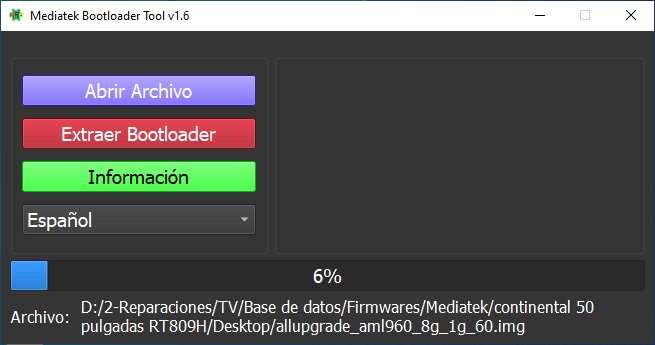 Mediatek Bootloader Tool v1.6
Abrir Archivo
Extraer Bootloader
Información
Español
6%
Archivo:
D:/2-Reparaciones/TV/Base de datos/Firmwares/Mediatek/continental 50
pulgadas RT809H/Desktop/allupgrade_aml960_8g_1g_60.img